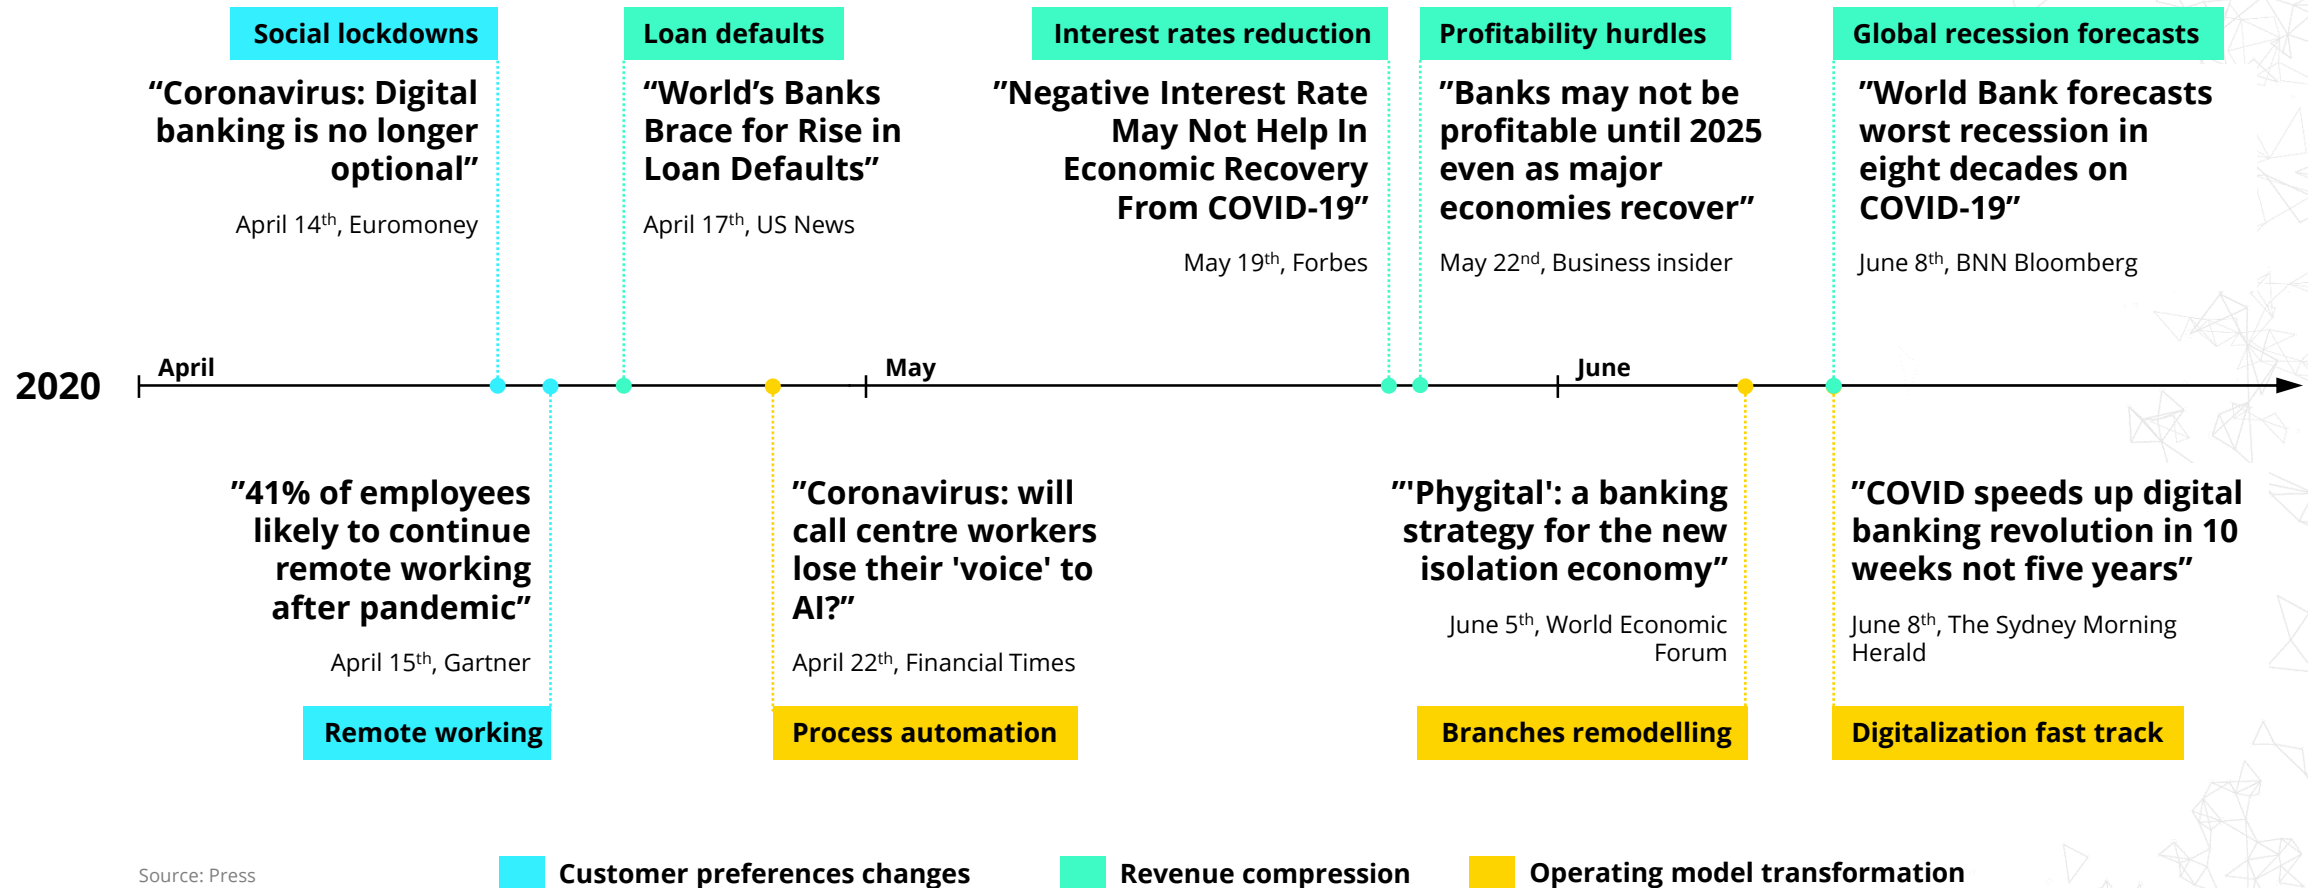 Social lockdowns
“Coronavirus: Digital
banking is no longer
optional”
April 14th, Euromoney
Loan defaults
“World’s Banks
Brace for Rise in
Loan Defaults”
April 17th, US News
Interest rates reduction
”Negative Interest Rate
May Not Help In
Economic Recovery
From COVID-19”
May 19th, Forbes
Profitability hurdles
”Banks may not be
profitable until 2025
even as major
economies recover”
May 22nd, Business insider
Global recession forecasts
”World Bank forecasts
worst recession in
eight decades on
COVID-19”
June 8th, BNN Bloomberg
2020
April
May
June
”41% of employees
likely to continue
remote working
after pandemic”
April 15th, Gartner
Remote working
”Coronavirus: will
call centre workers
lose their 'voice' to
AI?”
April 22th, Financial Times
Process automation
”'Phygital': a banking
strategy for the new
isolation economy”
June 5th, World Economic
Forum
Branches remodelling
”COVID speeds up digital
banking revolution in 10
weeks not five years”
June 8th, The Sydney Morning
Herald
Digitalization fast track
Source: Press
Customer preferences changes
Revenue compression
Operating model transformation